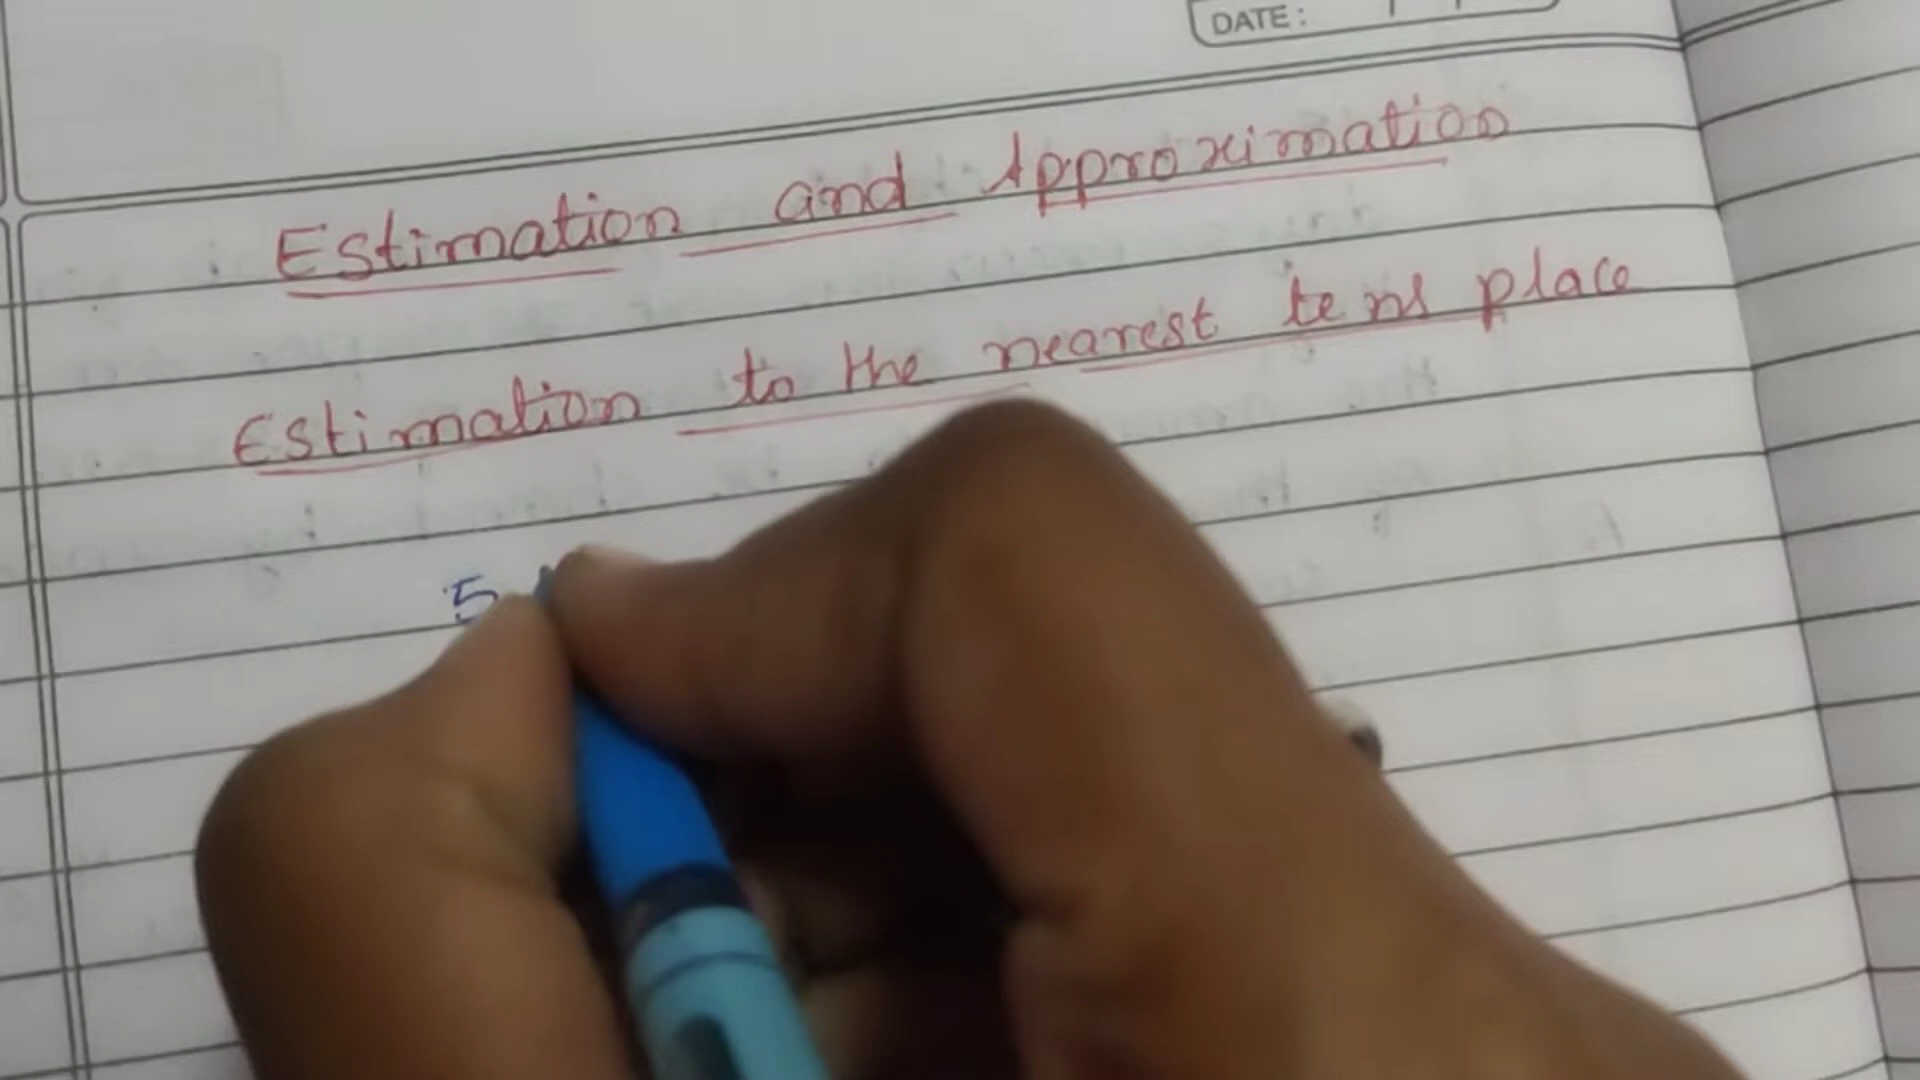 DATE :
Estimation and Approximation
Estimation to the nearest tens place
5